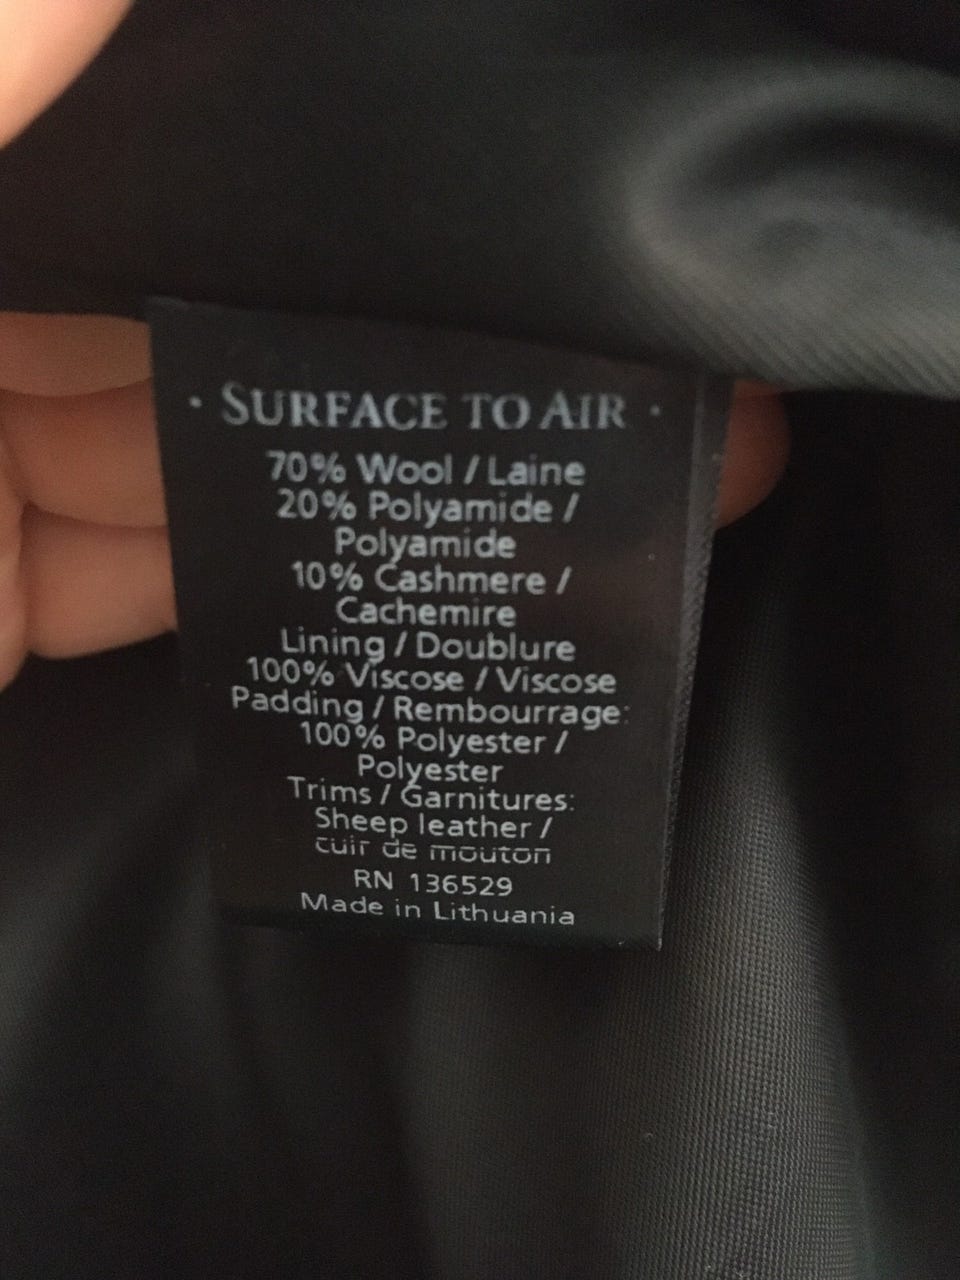 · SURFACE TO AIR ·
70% Wool / Laine
20% Polyamide /
Polyamide
10% Cashmere /
Cachemire
Lining / Doublure
100% Viscose / Viscose
Padding / Rembourrage:
100% Polyester /
Polyester
Trims / Garnitures:
Sheep leather /
cuir de mouton
RN 136529
Made in Lithuania